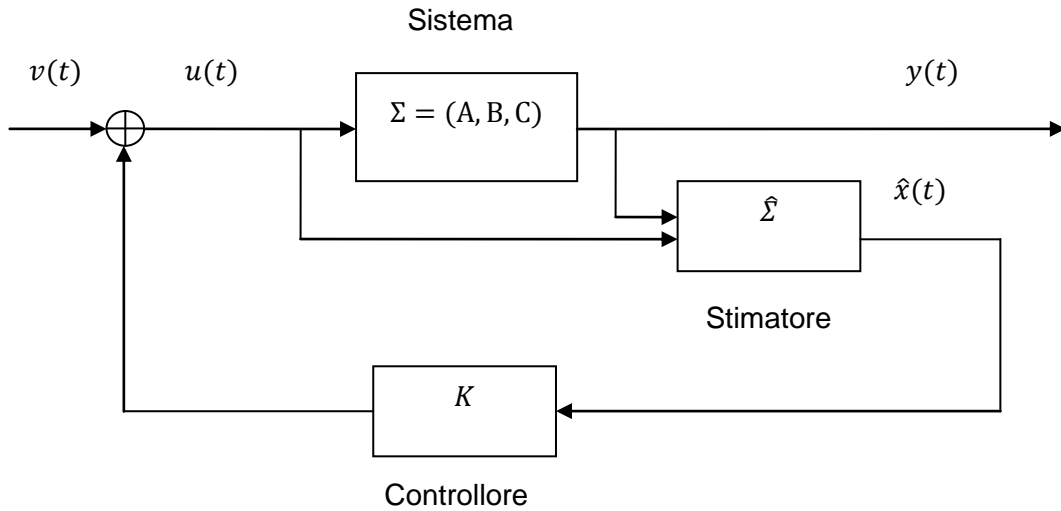 Sistema
v(t)
u(t)
y(t)
Σ = (A, B, C)
x̂(t)
Σ̂
Stimatore
K
Controllore